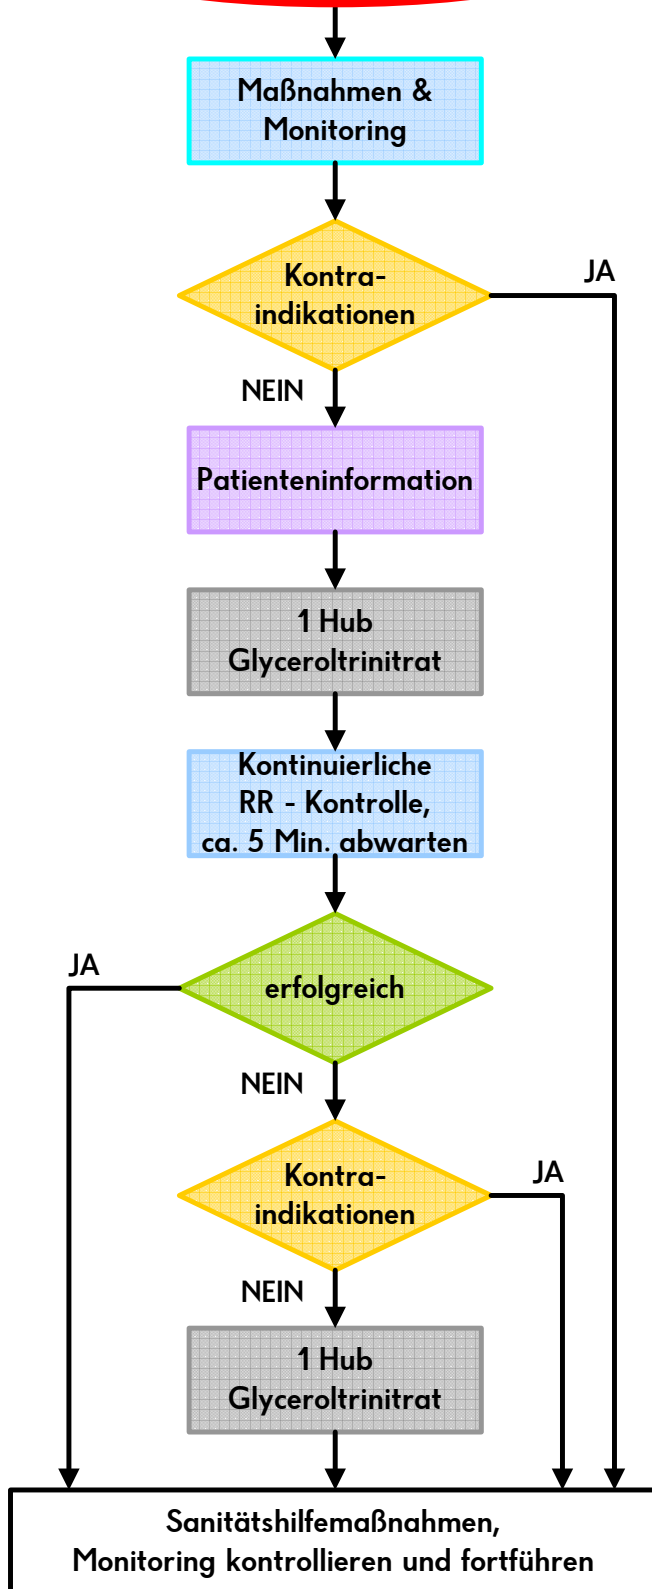 Maßnahmen &
Monitoring
Kontra-
indikationen
JA
NEIN
Patienteninformation
1 Hub
Glyceroltrinitrat
Kontinuierliche
RR - Kontrolle,
ca. 5 Min. abwarten
JA
erfolgreich
NEIN
Kontra-
indikationen
JA
NEIN
1 Hub
Glyceroltrinitrat
Sanitätshilfemaßnahmen,
Monitoring kontrollieren und fortführen